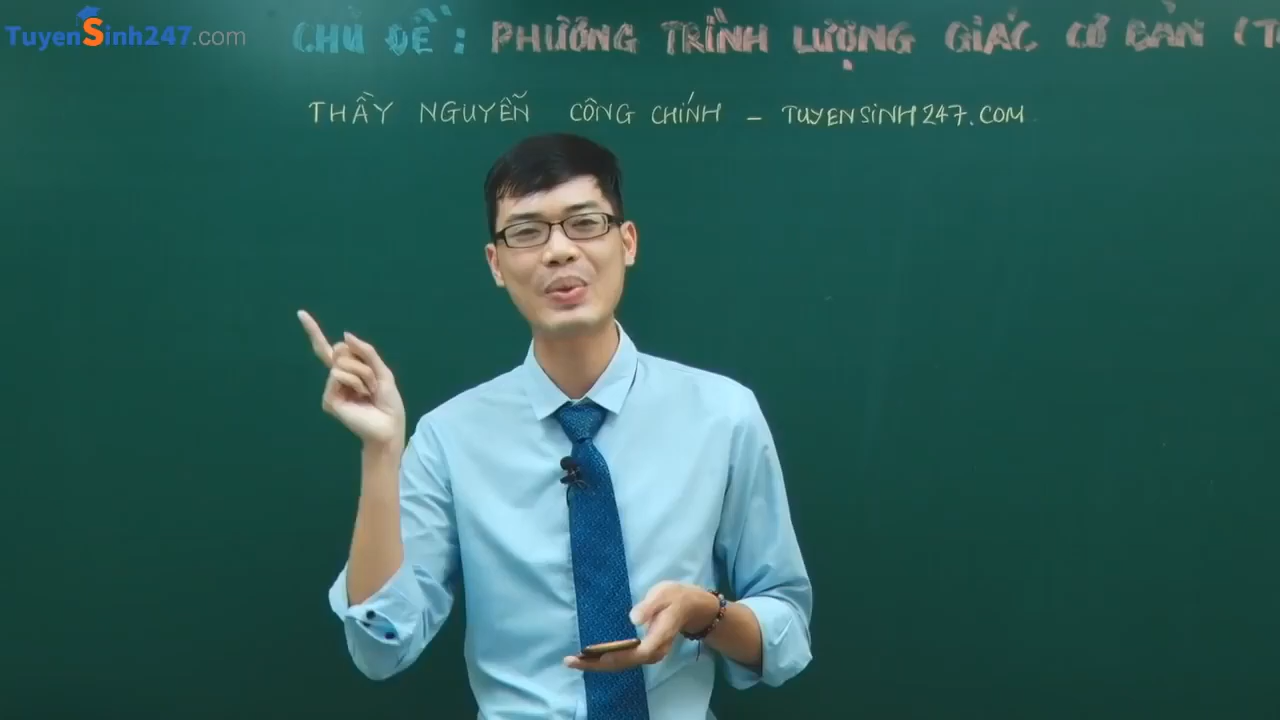 TuyenSinh247.com
CHỦ ĐỀ: PHƯƠNG TRÌNH LƯỢNG GIÁC CƠ BẢN (T
THẦY NGUYỄN CÔNG CHÍNH - TUYENSINH247.COM